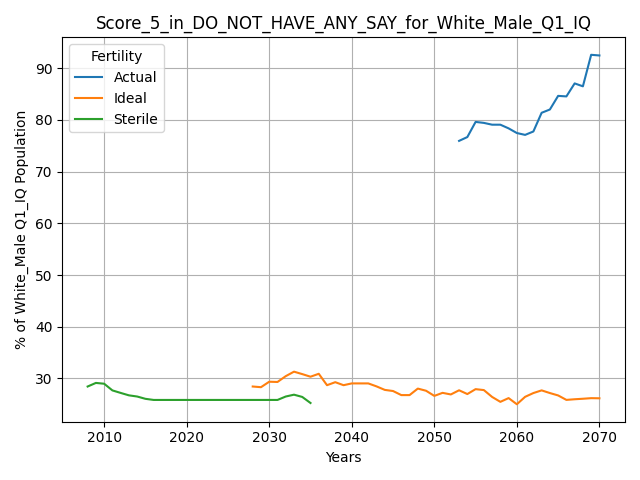 Score_5_in_DO_NOT_HAVE_ANY_SAY_for_White_Male_Q1_IQ
Fertility
Actual
Ideal
Sterile
% of White_Male Q1_IQ Population
90
80
70
60
50
40
30
2010 2020 2030 2040 2050 2060 2070
Years